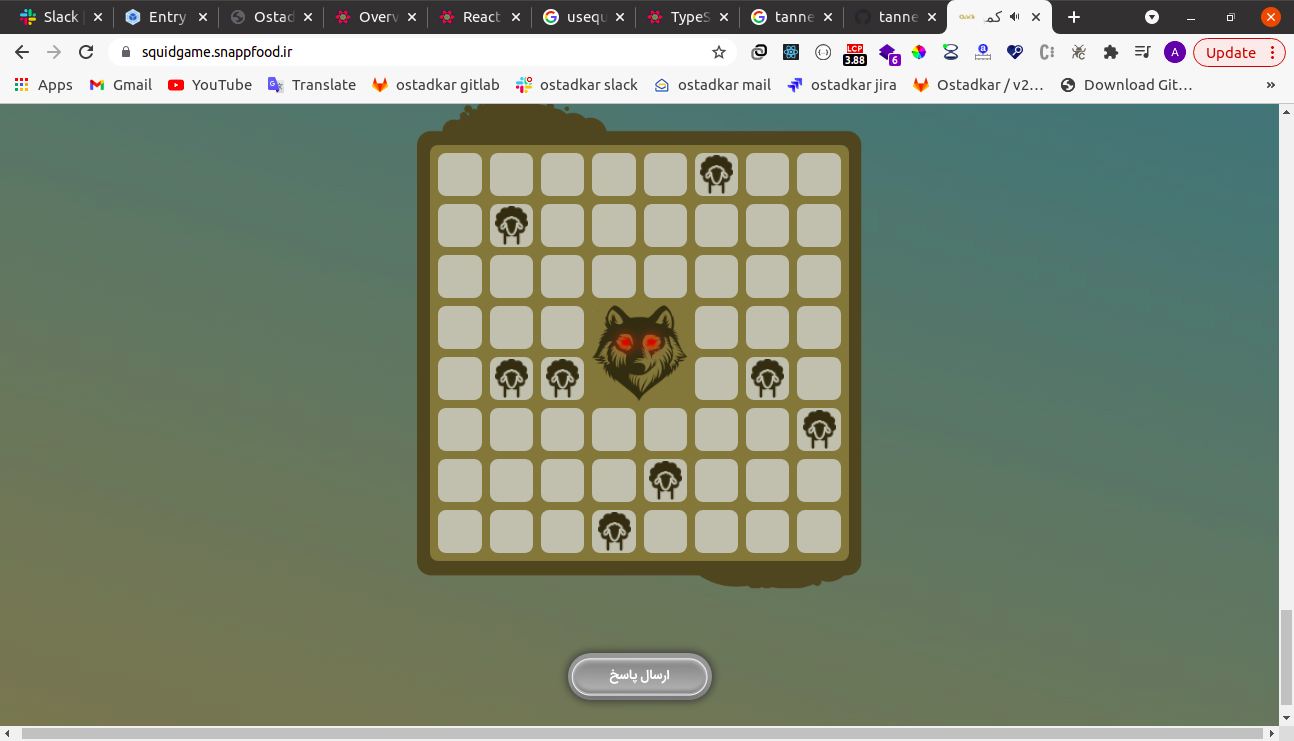 Slack
Entry
Ostad
Overv
React
usequ
TypeS
tanne
tanne
کم
squidgame.snappfood.ir
LCP
3.88
6
A
Update
Apps
Gmail
YouTube
Translate
ostadkar gitlab
ostadkar slack
ostadkar mail
ostadkar jira
Ostadkar / v2...
Download Git...
»
ارسال پاسخ